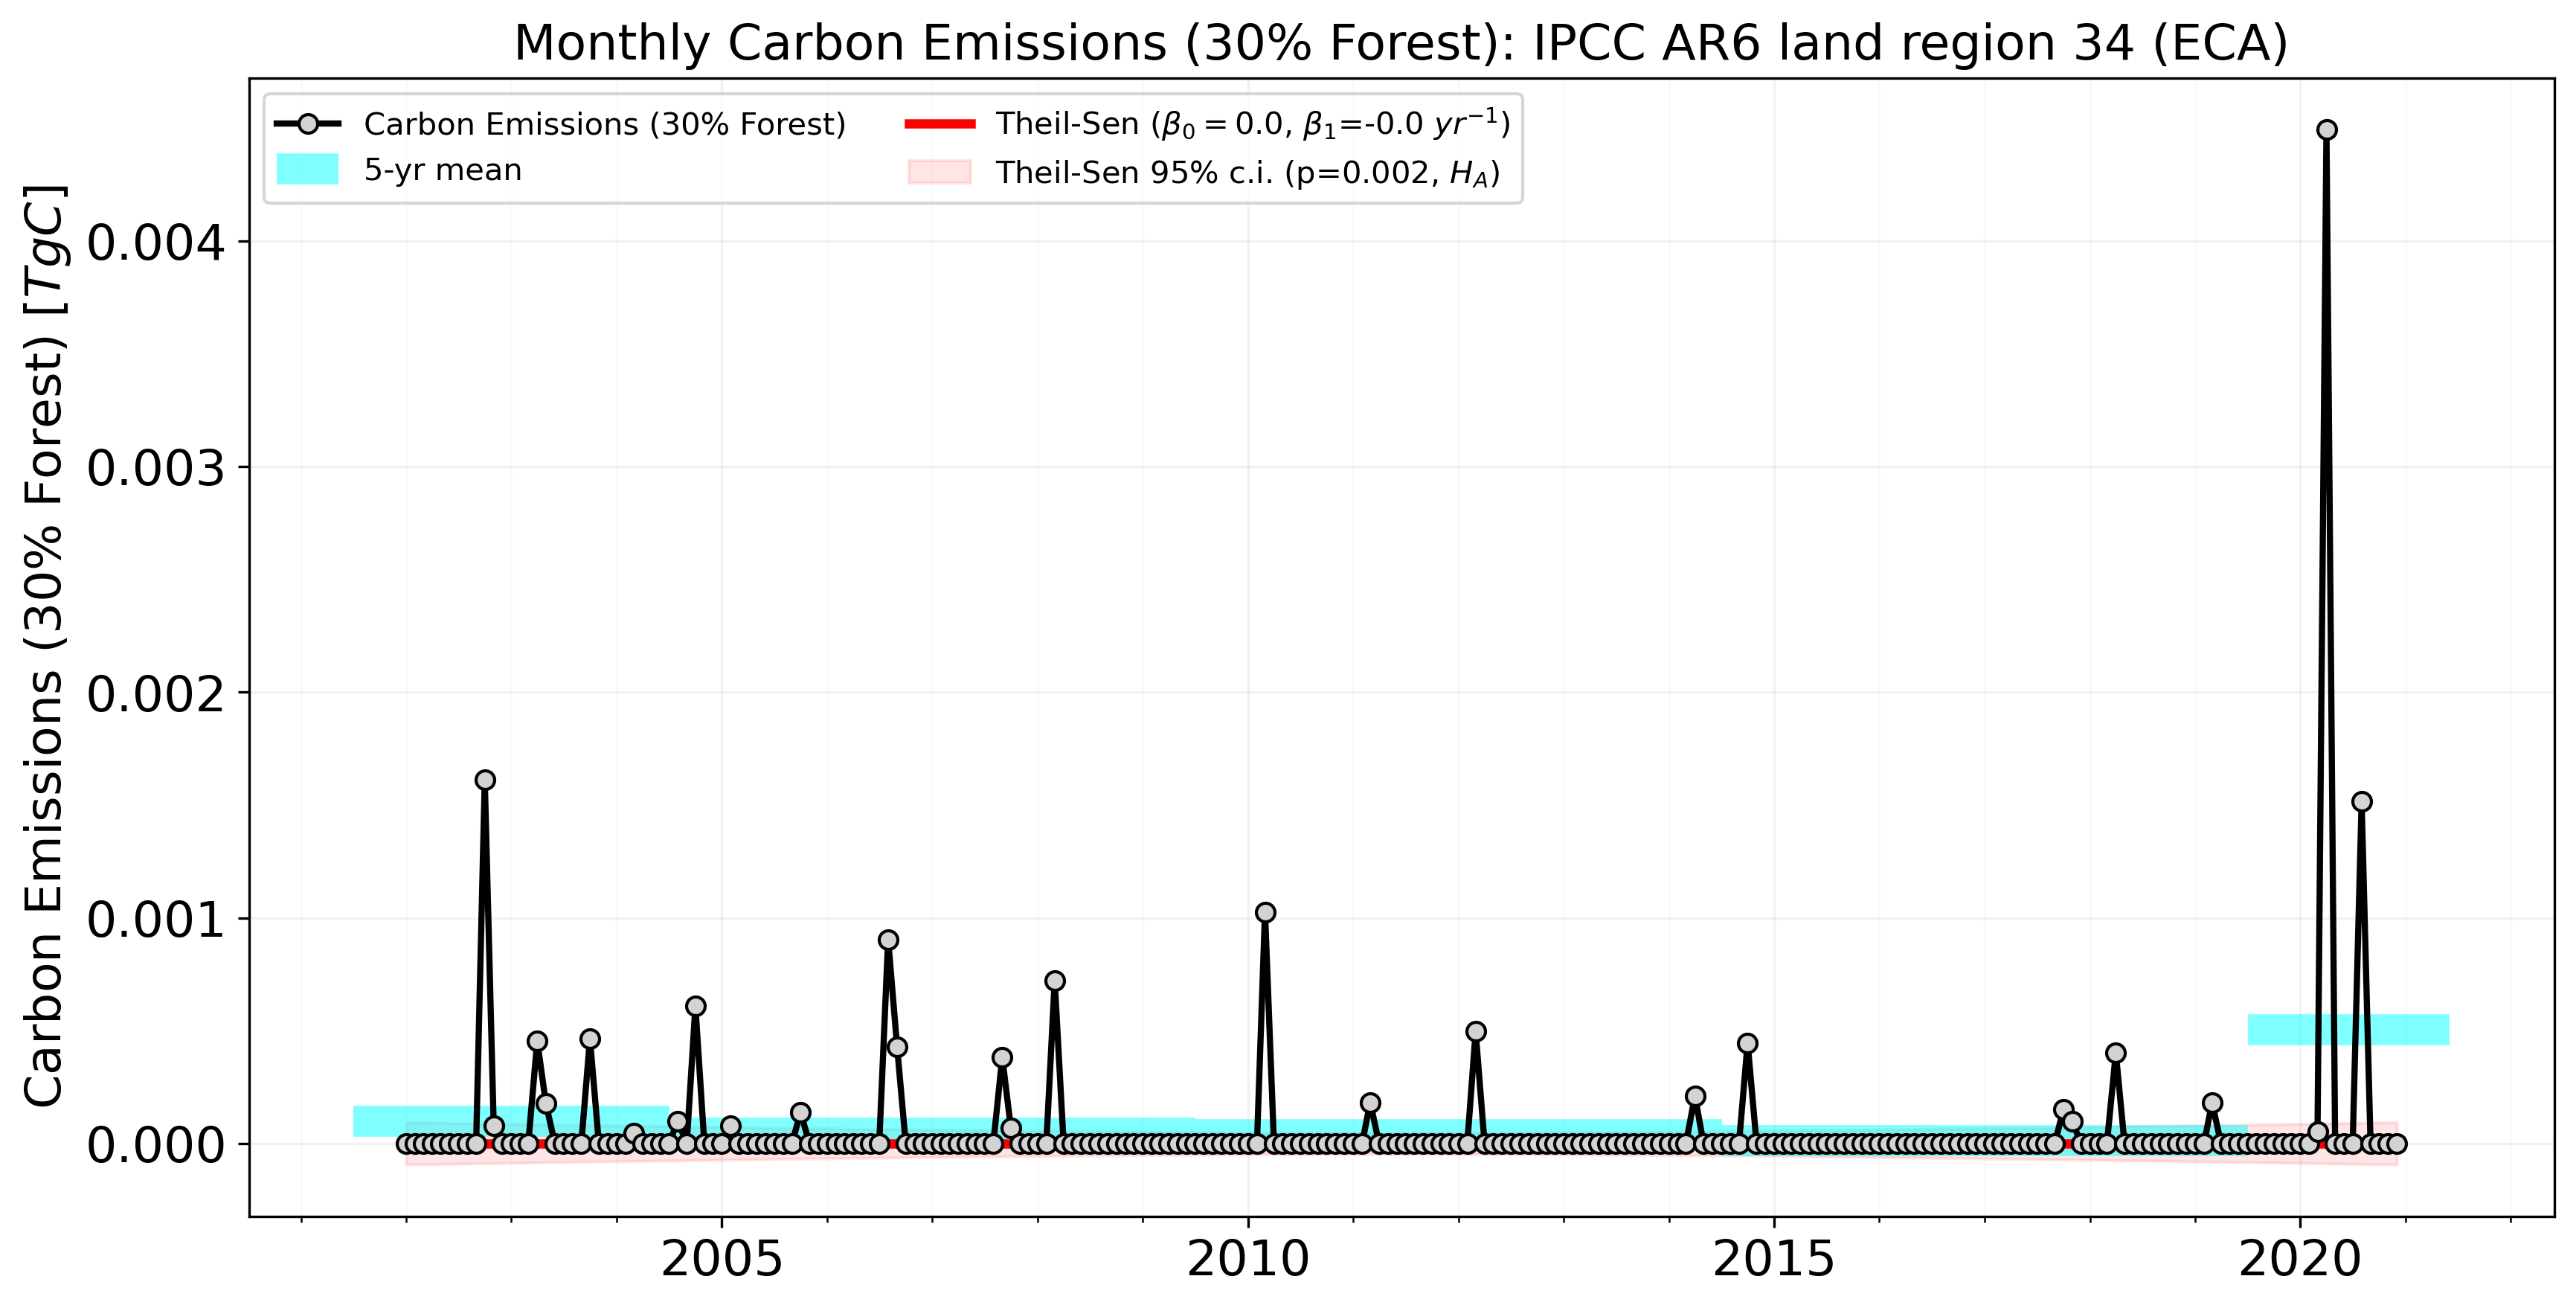 Monthly Carbon Emissions (30% Forest): IPCC AR6 land region 34 (ECA)
Carbon Emissions (30% Forest)
5-yr mean
Theil-Sen (β₀ = 0.0, β₁=-0.0 yr⁻¹)
Theil-Sen 95% c.i. (p=0.002, H_A)
Carbon Emissions (30% Forest) [TgC]
0.004
0.003
0.002
0.001
0.000
2005 2010 2015 2020